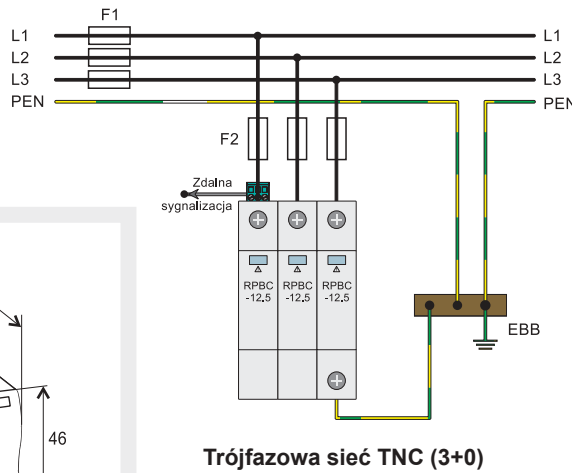 F1
L1 L1
L2 L2
L3 L3
PEN PEN
F2
Zdalna
sygnalizacja
RPBC RPBC RPBC
-12.5 -12.5 -12.5
EBB
46
Trójfazowa sieć TNC (3+0)